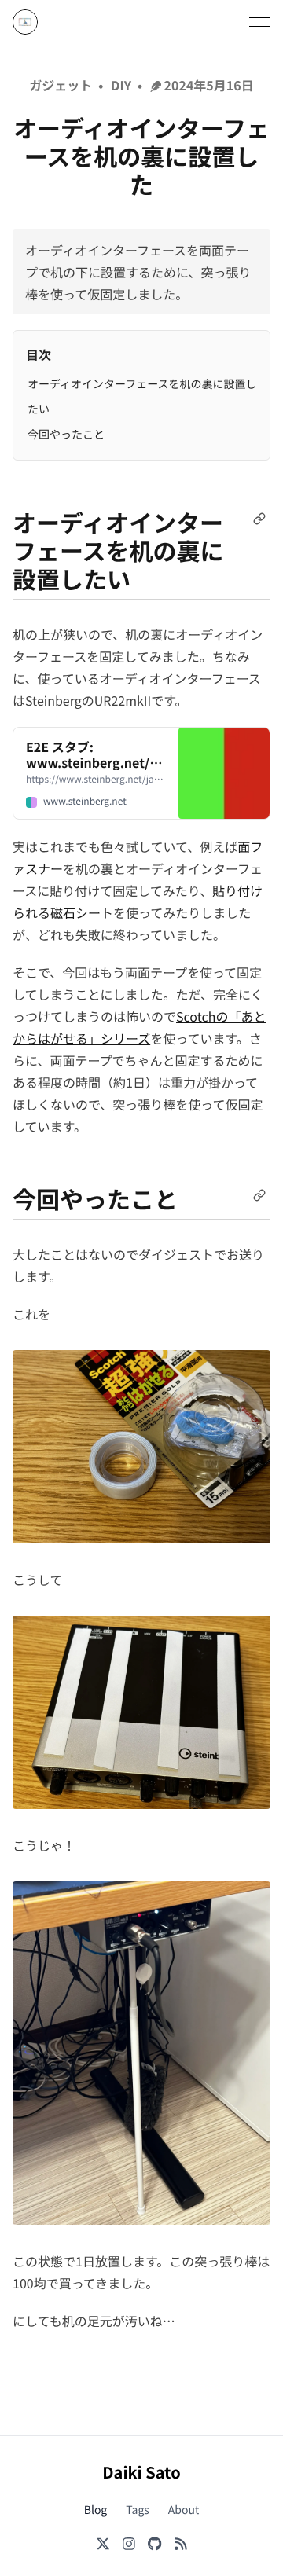 ガジェット • DIY • 2024年5月16日
オーディオインターフェ
ースを机の裏に設置し
た
オーディオインターフェースを両面テー
プで机の下に設置するために、突っ張り
棒を使って仮固定しました。
目次
オーディオインターフェースを机の裏に設置し
たい
今回やったこと
オーディオインター
フェースを机の裏に
設置したい
机の上が狭いので、机の裏にオーディオイン
ターフェースを固定してみました。ちなみ
に、使っているオーディオインターフェース
はSteinbergのUR22mkIIです。
E2E スタブ:
www.steinberg.net/…
https://www.steinberg.net/ja…
www.steinberg.net
実はこれまでも色々試していて、例えば面フ
ァスナーを机の裏とオーディオインターフェ
ースに貼り付けて固定してみたり、貼り付け
られる磁石シートを使ってみたりしました
が、どれも失敗に終わっていました。
そこで、今回はもう両面テープを使って固定
してしまうことにしました。ただ、完全にく
っつけてしまうのは怖いのでScotchの「あと
からはがせる」シリーズを使っています。さ
らに、両面テープでちゃんと固定するために
ある程度の時間（約1日）は重力が掛かって
ほしくないので、突っ張り棒を使って仮固定
しています。
今回やったこと
大したことはないのでダイジェストでお送り
します。
これを
Scotch
超強
はがせる
PREMIER GOLD
15mm
こうして
steinb
こうじゃ！
この状態で1日放置します。この突っ張り棒は
100均で買ってきました。
にしても机の足元が汚いね…
Daiki Sato
Blog Tags About